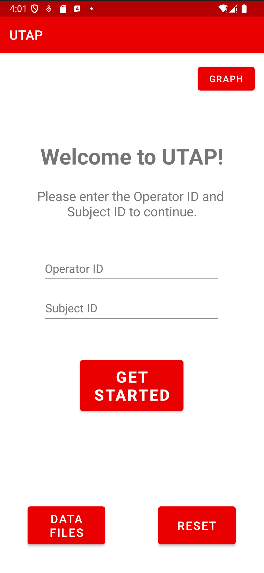 4:01
UTAP
GRAPH
Welcome to UTAP!
Please enter the Operator ID and
Subject ID to continue.
Operator ID
Subject ID
GET
STARTED
DATA
FILES
RESET